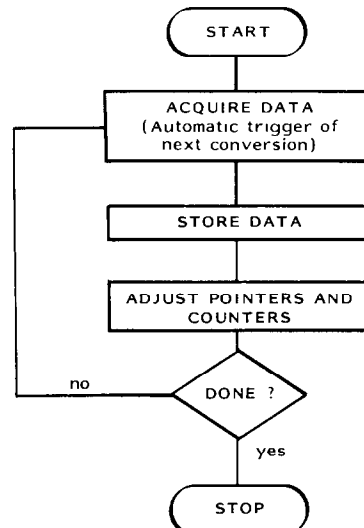 START
ACQUIRE DATA
(Automatic trigger of
next conversion)
STORE DATA
ADJUST POINTERS AND
COUNTERS
DONE ?
no
yes
STOP